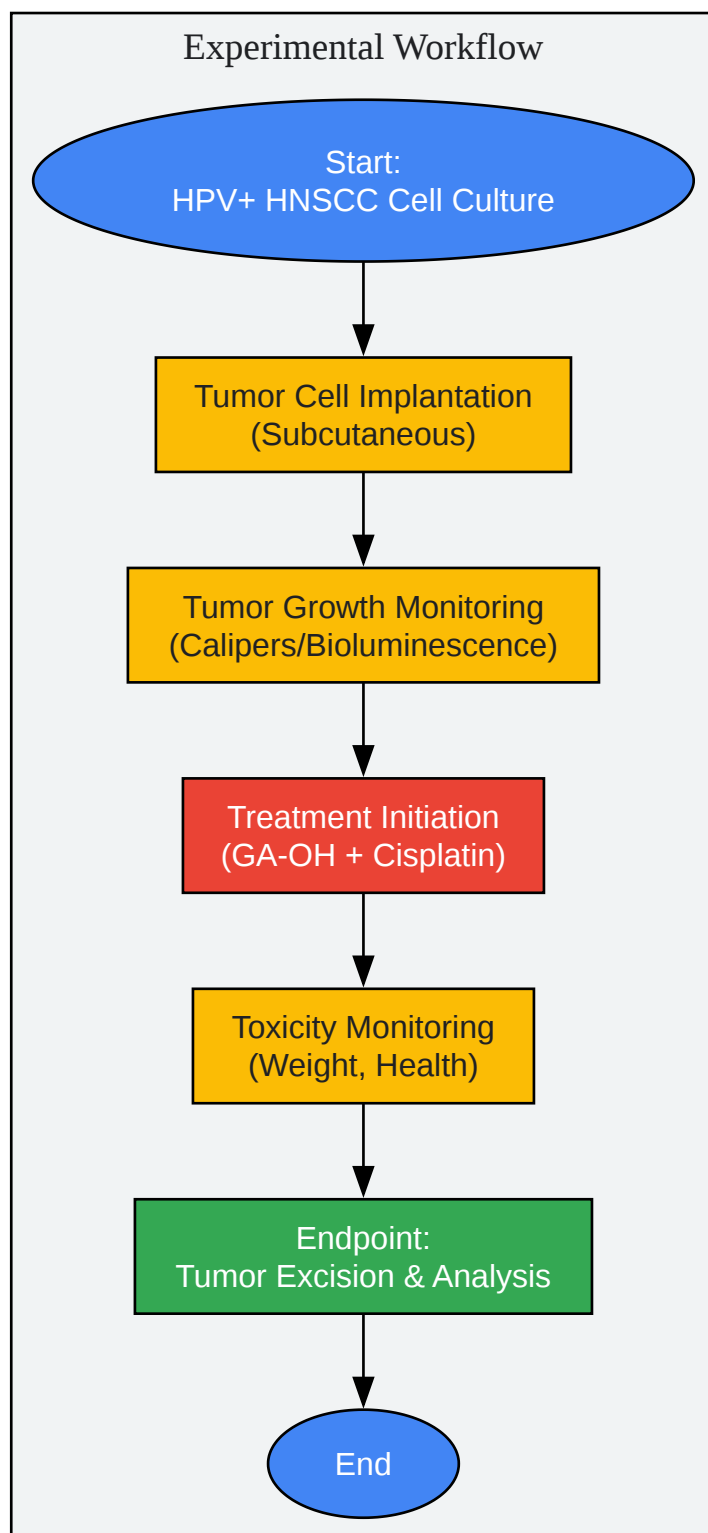 Experimental Workflow
Start:
HPV+ HNSCC Cell Culture
Tumor Cell Implantation
(Subcutaneous)
Tumor Growth Monitoring
(Calipers/Bioluminescence)
Treatment Initiation
(GA-OH + Cisplatin)
Toxicity Monitoring
(Weight, Health)
Endpoint:
Tumor Excision & Analysis
End